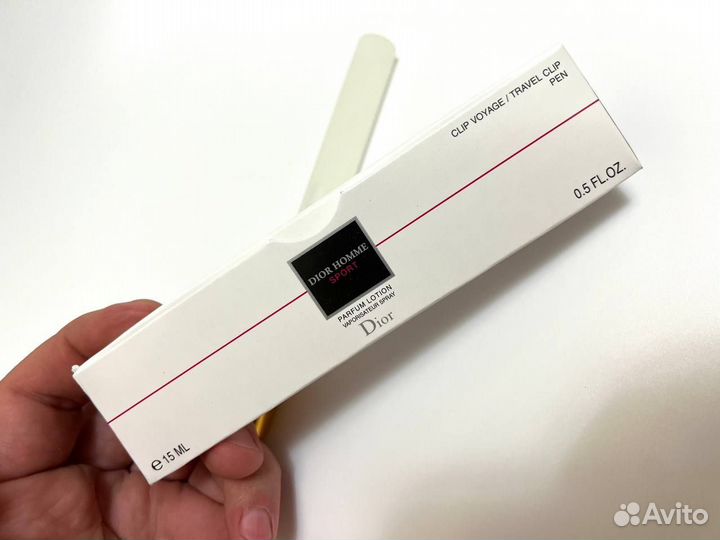 CLIP VOYAGE / TRAVEL CLIP
PEN
0.5 FL.OZ.
DIOR HOMME
SPORT
PARFUM LOTION
VAPORISATEUR SPRAY
Dior
℮ 15 ML
Avito